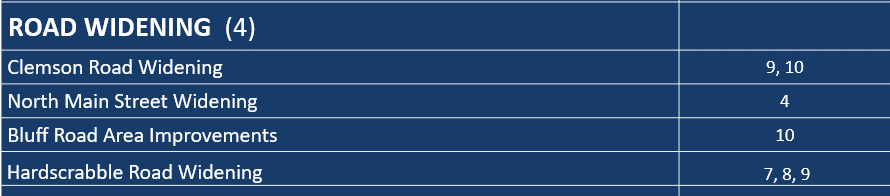 ROAD WIDENING (4)
Clemson Road Widening 9, 10
North Main Street Widening 4
Bluff Road Area Improvements 10
Hardscrabble Road Widening 7, 8, 9